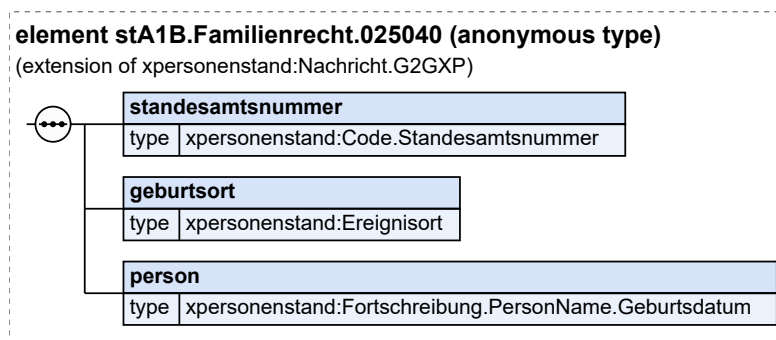 element stA1B.Familienrecht.025040 (anonymous type)
(extension of xpersonenstand:Nachricht.G2GXP)
standesamtsnummer
type xpersonenstand:Code.Standesamtsnummer
geburtsort
type xpersonenstand:Ereignisort
person
type xpersonenstand:Fortschreibung.PersonName.Geburtsdatum